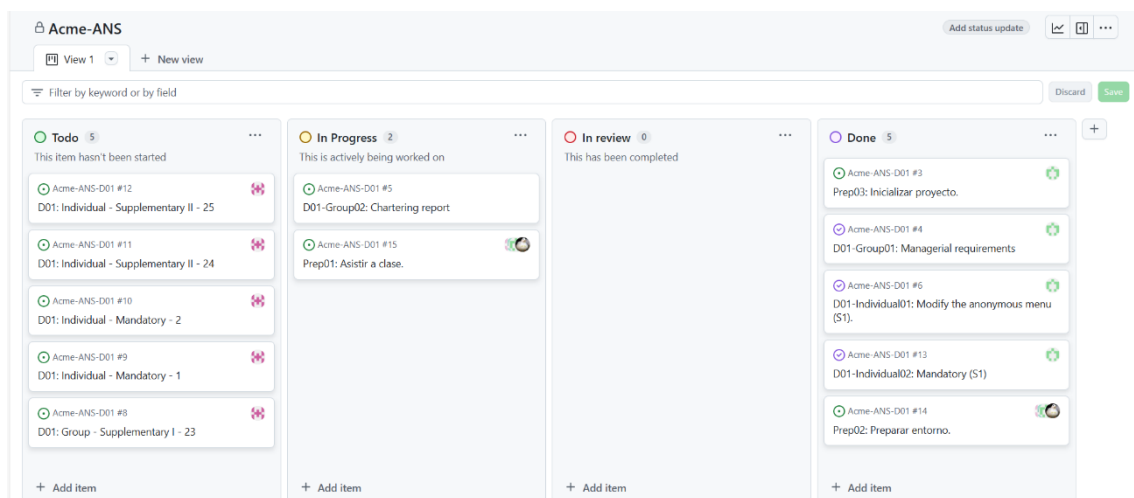 Acme-ANS
Add status update
View 1
New view
Filter by keyword or by field
Discard
Save
Todo 5
This item hasn't been started
Acme-ANS-D01 #12
D01: Individual - Supplementary II - 25
Acme-ANS-D01 #11
D01: Individual - Supplementary II - 24
Acme-ANS-D01 #10
D01: Individual - Mandatory - 2
Acme-ANS-D01 #9
D01: Individual - Mandatory - 1
Acme-ANS-D01 #8
D01: Group - Supplementary I - 23
+ Add item
In Progress 2
This is actively being worked on
Acme-ANS-D01 #5
D01-Group02: Chartering report
Acme-ANS-D01 #15
Prep01: Asistir a clase.
+ Add item
In review 0
This has been completed
+ Add item
Done 5
Acme-ANS-D01 #3
Prep03: Inicializar proyecto.
Acme-ANS-D01 #4
D01-Group01: Managerial requirements
Acme-ANS-D01 #6
D01-Individual01: Modify the anonymous menu
(S1).
Acme-ANS-D01 #13
D01-Individual02: Mandatory (S1)
Acme-ANS-D01 #14
Prep02: Preparar entorno.
+ Add item